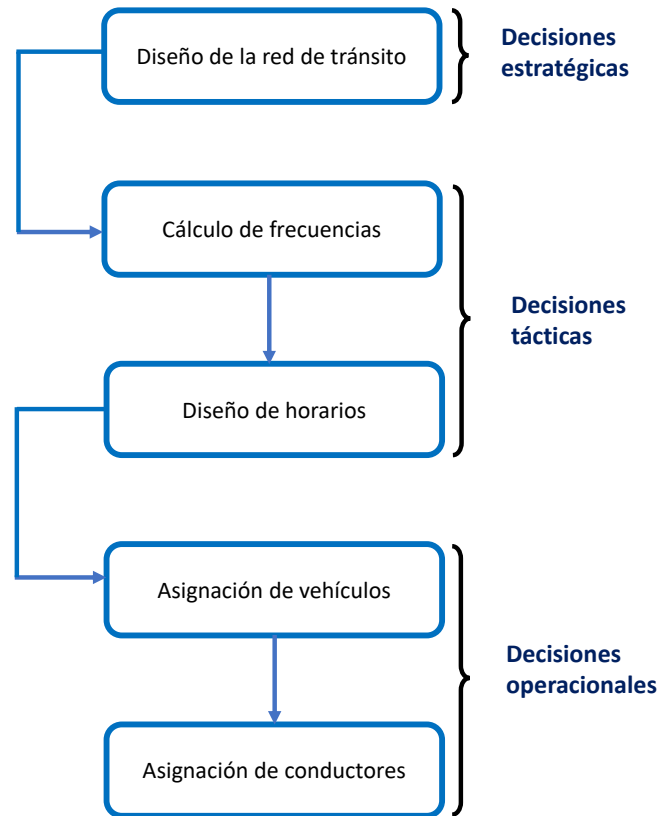 Diseño de la red de tránsito
Decisiones
estratégicas
Cálculo de frecuencias
Decisiones
tácticas
Diseño de horarios
Asignación de vehículos
Decisiones
operacionales
Asignación de conductores